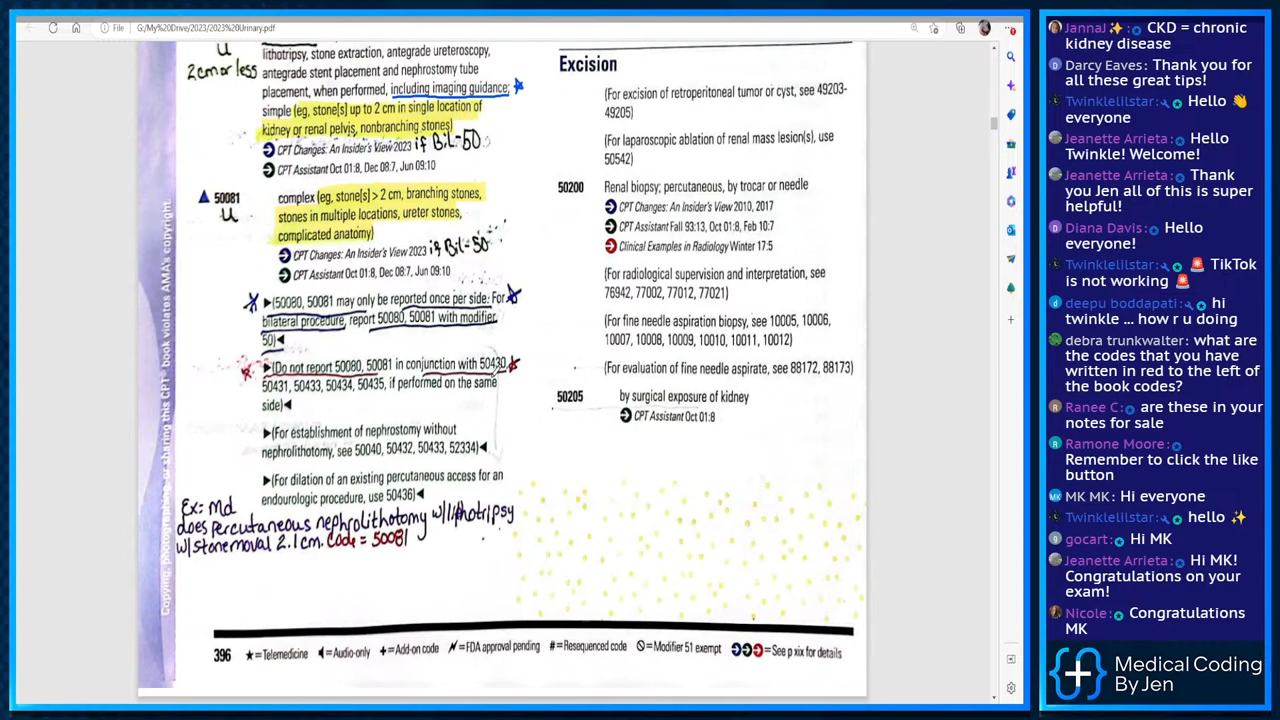 File
G:/My%20Drive/2023/2023%20Urinary.pdf
u
2cm or less
lithotripsy, stone extraction, antegrade ureteroscopy,
antegrade stent placement and nephrostomy tube
placement, when performed, including imaging guidance;
simple (eg, stone[s] up to 2 cm in single location of
kidney or renal pelvis, nonbranching stones)
CPT Changes: An Insider's View 2023 if Bil=50
CPT Assistant Oct 01:8, Dec 08:7, Jun 09:10
▲ 50081 complex (eg, stone[s] > 2 cm, branching stones,
u stones in multiple locations, ureter stones,
complicated anatomy)
CPT Changes: An Insider's View 2023 if Bil=50
CPT Assistant Oct 01:8, Dec 08:7, Jun 09:10
▶(50080, 50081 may only be reported once per side. For
bilateral procedure, report 50080, 50081 with modifier
50)◀
▶(Do not report 50080, 50081 in conjunction with 50430,
50431, 50433, 50434, 50435, if performed on the same
side)◀
▶(For establishment of nephrostomy without
nephrolithotomy, see 50040, 50432, 50433, 52334)◀
▶(For dilation of an existing percutaneous access for an
endourologic procedure, use 50436)◀
Ex= md
does Percutaneous nephrolithotomy w/lithotripsy
w/stone removal 2.1 cm. Code = 50081
Copying, photographing or sharing this CPT® book violates AMA's copyright.
Excision
(For excision of retroperitoneal tumor or cyst, see 49203-
49205)
(For laparoscopic ablation of renal mass lesion(s), use
50542)
50200 Renal biopsy; percutaneous, by trocar or needle
CPT Changes: An Insider's View 2010, 2017
CPT Assistant Fall 93:13, Oct 01:8, Feb 10:7
Clinical Examples in Radiology Winter 17:5
(For radiological supervision and interpretation, see
76942, 77002, 77012, 77021)
(For fine needle aspiration biopsy, see 10005, 10006,
10007, 10008, 10009, 10010, 10011, 10012)
(For evaluation of fine needle aspirate, see 88172, 88173)
50205 by surgical exposure of kidney
CPT Assistant Oct 01:8
396 ★=Telemedicine =Audio-only +=Add-on code =FDA approval pending #=Resequenced code =Modifier 51 exempt =See p xix for details
JannaJ✨: CKD = chronic
kidney disease
Darcy Eaves: Thank you for
all these great tips!
Twinklelilstar: Hello 👋
everyone
Jeanette Arrieta: Hello
Twinkle! Welcome!
Jeanette Arrieta: Thank
you Jen all of this is super
helpful!
Diana Davis: Hello
everyone!
Twinklelilstar: 🚨 TikTok
is not working 🚨
deepu boddapati: hi
twinkle ... how r u doing
debra trunkwalter: what are
the codes that you have
written in red to the left of
the book codes?
Ranee C: are these in your
notes for sale
Ramone Moore:
Remember to click the like
button
MK MK: Hi everyone
Twinklelilstar: hello ✨
gocart: Hi MK
Jeanette Arrieta: Hi MK!
Congratulations on your
exam!
Nicole: Congratulations
MK
Medical Coding
By Jen